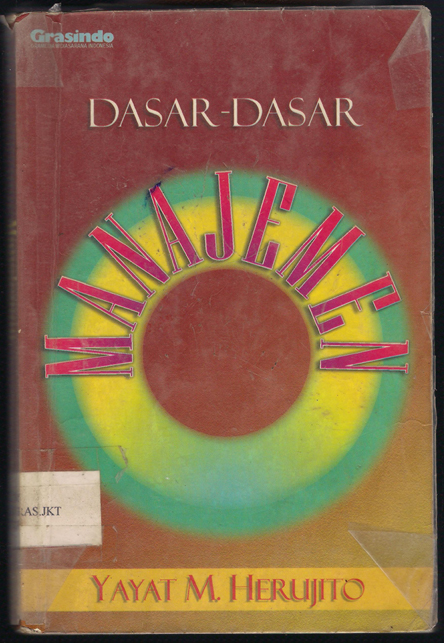 Grasindo
DASAR-DASAR
MANAJEMEN
.AS.JKT
YAYAT M. HERUJITO